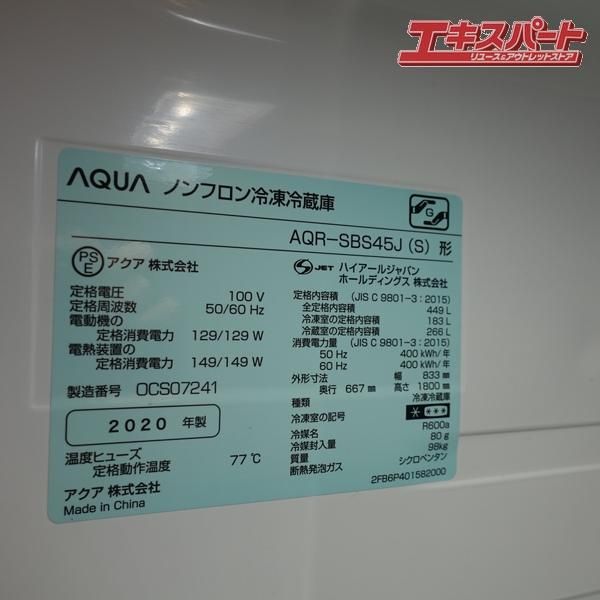 エキスパート
リユース&アウトレットストア
AQUA ノンフロン冷凍冷蔵庫
G
AQR-SBS45J (S) 形
PS E アクア 株式会社
定格電圧 100 V
定格周波数 50/60 Hz
電動機の
定格消費電力 129/129 W
電熱装置の
定格消費電力 149/149 W
製造番号 OCS07241
2020 年製
温度ヒューズ
定格動作温度 77℃
アクア 株式会社
Made in China
JET ハイアールジャパン
ホールディングス 株式会社
定格内容積 (JIS C 9801-3:2015)
全定格内容積 449 L
冷凍室の定格内容積 183 L
冷蔵室の定格内容積 266 L
消費電力量 (JIS C 9801-3:2015)
50 Hz 400 kWh/年
60 Hz 400 kWh/年
外形寸法 幅 833 mm
奥行 667 mm 高さ 1800 mm
種類 冷凍冷蔵庫
冷凍室の記号
冷媒名 R600a
冷媒封入量 80g
質量 98kg
断熱発泡ガス シクロペンタン
2FB6P401582000